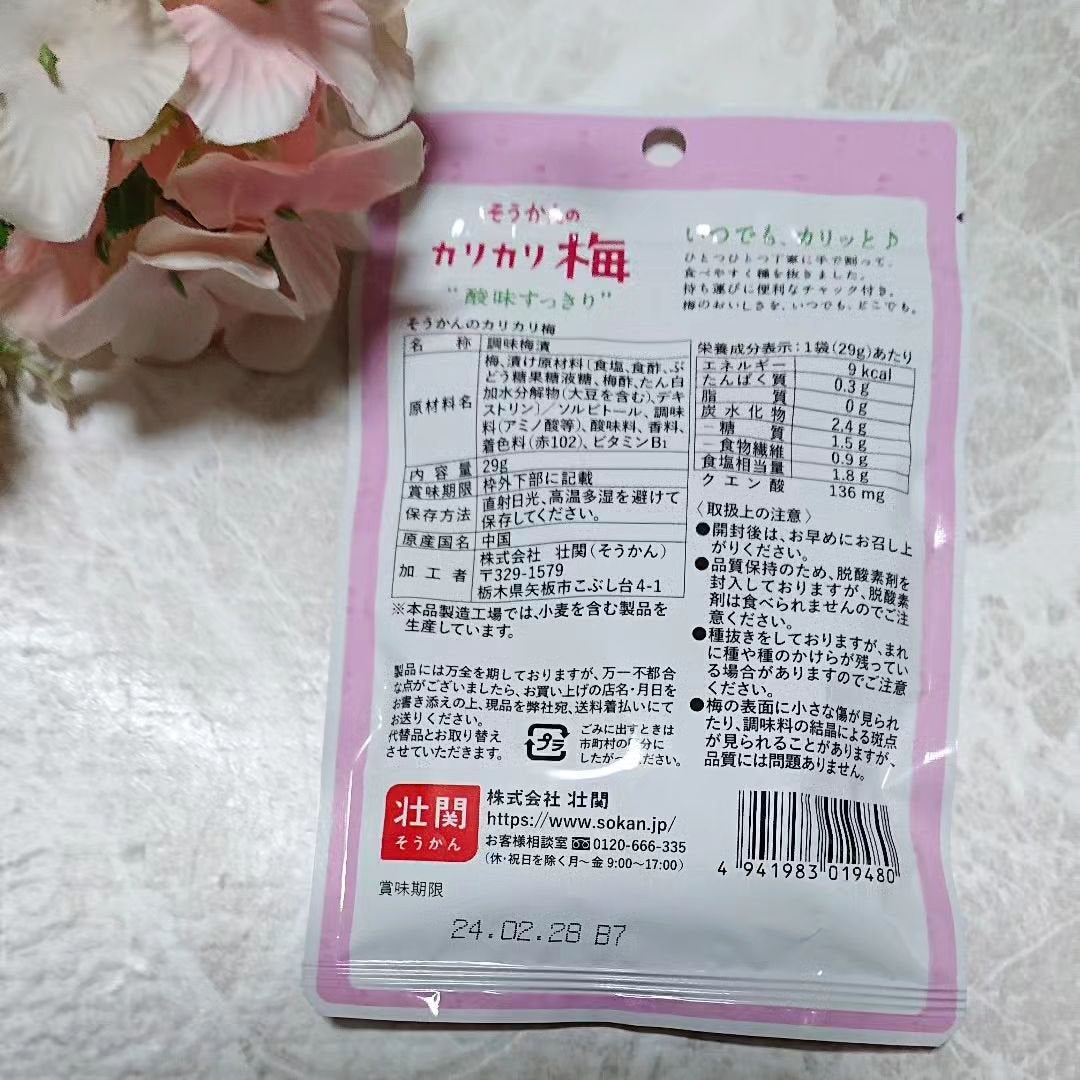 そうかんの
カリカリ梅
"酸味すっきり"
いつでも、カリッと♪
ひとつひとつ丁寧に手で割って、
食べやすく種を抜きました。
持ち運びに便利なチャック付き。
梅のおいしさを、いつでも、どこでも。
そうかんのカリカリ梅
名称 調味梅漬
原材料名 梅、漬け原材料〔食塩、食酢、ぶ
どう糖果糖液糖、梅酢、たん白
加水分解物(大豆を含む)、デキ
ストリン〕／ソルビトール、調味
料(アミノ酸等)、酸味料、香料、
着色料(赤102)、ビタミンB₁
内容量 29g
賞味期限 枠外下部に記載
保存方法 直射日光、高温多湿を避けて
保存してください。
原産国名 中国
加工者 株式会社 壮関(そうかん)
〒329-1579
栃木県矢板市こぶし台4-1
※本品製造工場では、小麦を含む製品を
生産しています。
栄養成分表示：1袋(29g)あたり
エネルギー 9 kcal
たんぱく質 0.3 g
脂質 0 g
炭水化物 2.4 g
－糖質 1.5 g
－食物繊維 0.9 g
食塩相当量 1.8 g
クエン酸 136 mg
〈取扱上の注意〉
●開封後は、お早めにお召し上
がりください。
●品質保持のため、脱酸素剤を
封入しておりますが、脱酸素
剤は食べられませんのでご注
意ください。
●種抜きをしておりますが、まれ
に種や種のかけらが残ってい
る場合がありますのでご注意
ください。
●梅の表面に小さな傷が見られ
たり、調味料の結晶による斑点
が見られることがありますが、
品質には問題ありません。
製品には万全を期しておりますが、万一不都合
な点がございましたら、お買い上げの店名・月日を
お書き添えの上、現品を弊社宛、送料着払いにて
お送りください。
代替品とお取り替え
させていただきます。
プラ
ごみに出すときは
市町村の区分に
したがってください。
壮関
そうかん
株式会社 壮関
https://www.sokan.jp/
お客様相談室 0120-666-335
(休・祝日を除く月～金 9:00～17:00)
4 941983 019480
賞味期限
24.02.28 B7